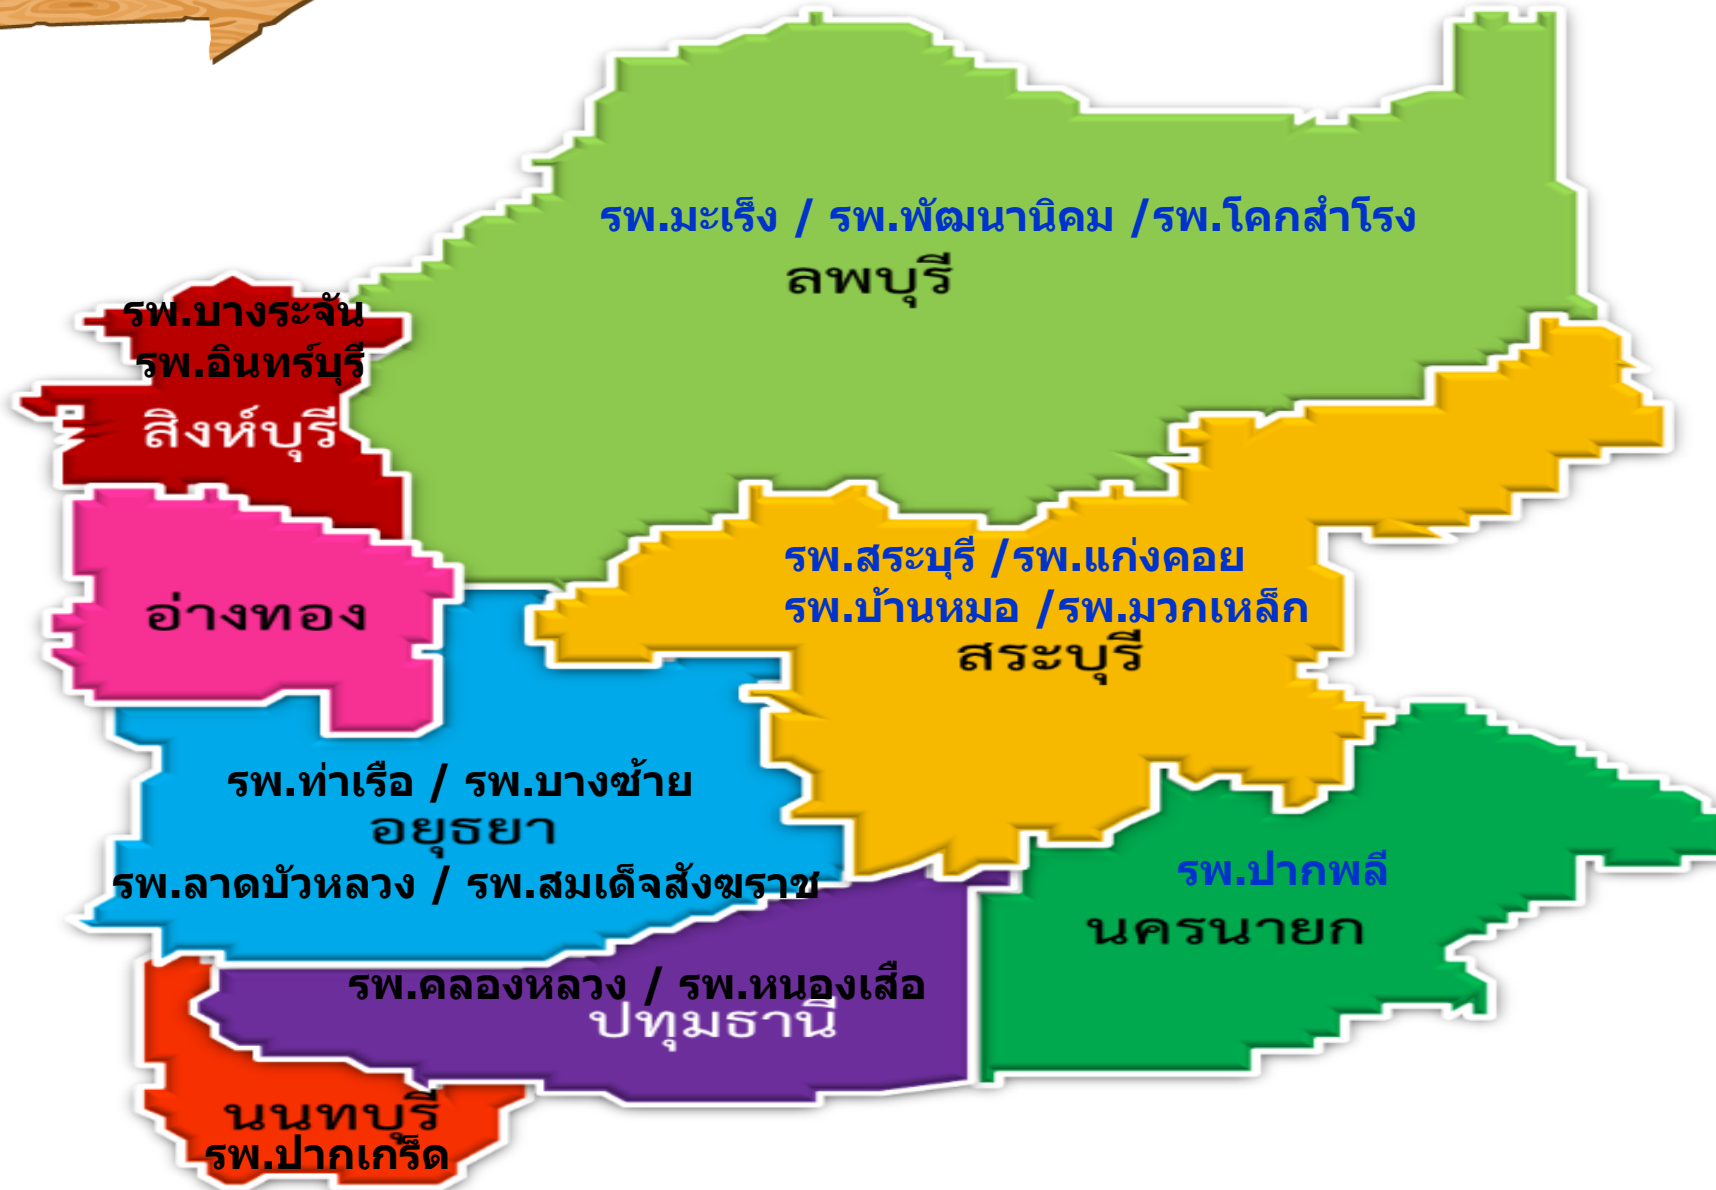 รพ.มะเร็ง / รพ.พัฒนานิคม /รพ.โคกสำโรง
ลพบุรี
รพ.บางระจัน
รพ.อินทร์บุรี
สิงห์บุรี
รพ.สระบุรี /รพ.แก่งคอย
รพ.บ้านหมอ /รพ.มวกเหล็ก
สระบุรี
อ่างทอง
รพ.ท่าเรือ / รพ.บางซ้าย
อยุธยา
รพ.ลาดบัวหลวง / รพ.สมเด็จสังฆราช
รพ.ปากพลี
นครนายก
รพ.คลองหลวง / รพ.หนองเสือ
ปทุมธานี
นนทบุรี
รพ.ปากเกร็ด